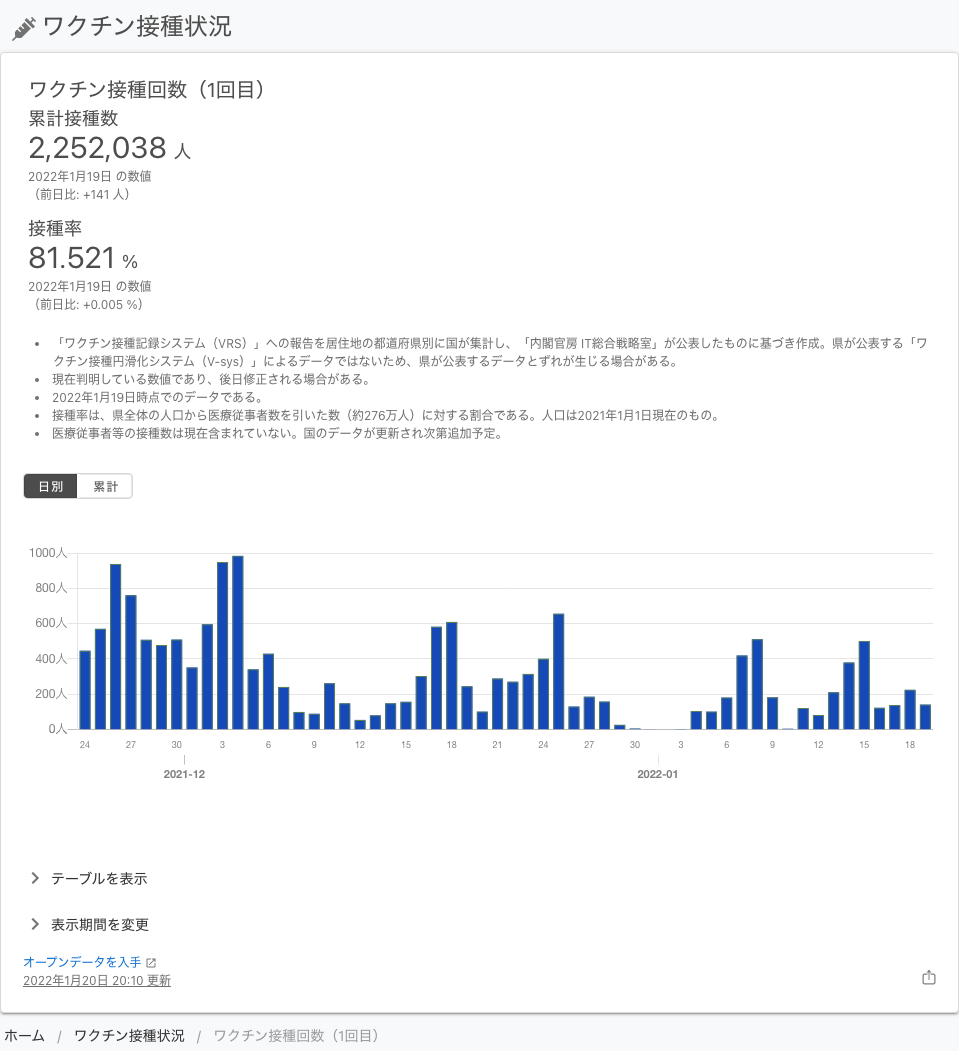 ワクチン接種状況
ワクチン接種回数（1回目）
累計接種数
2,252,038 人
2022年1月19日 の数値
（前日比: +141 人）
接種率
81.521 %
2022年1月19日 の数値
（前日比: +0.005 %）
• 「ワクチン接種記録システム（VRS）」への報告を居住地の都道府県別に国が集計し、「内閣官房 IT総合戦略室」が公表したものに基づき作成。県が公表する「ワ
クチン接種円滑化システム（V-sys）」によるデータではないため、県が公表するデータとずれが生じる場合がある。
• 現在判明している数値であり、後日修正される場合がある。
• 2022年1月19日時点でのデータである。
• 接種率は、県全体の人口から医療従事者数を引いた数（約276万人）に対する割合である。人口は2021年1月1日現在のもの。
• 医療従事者等の接種数は現在含まれていない。国のデータが更新され次第追加予定。
日別 累計
1000人
800人
600人
400人
200人
0人
24 27 30 3 6 9 12 15 18 21 24 27 30 3 6 9 12 15 18
2021-12 2022-01
テーブルを表示
表示期間を変更
オープンデータを入手
2022年1月20日 20:10 更新
ホーム / ワクチン接種状況 / ワクチン接種回数（1回目）